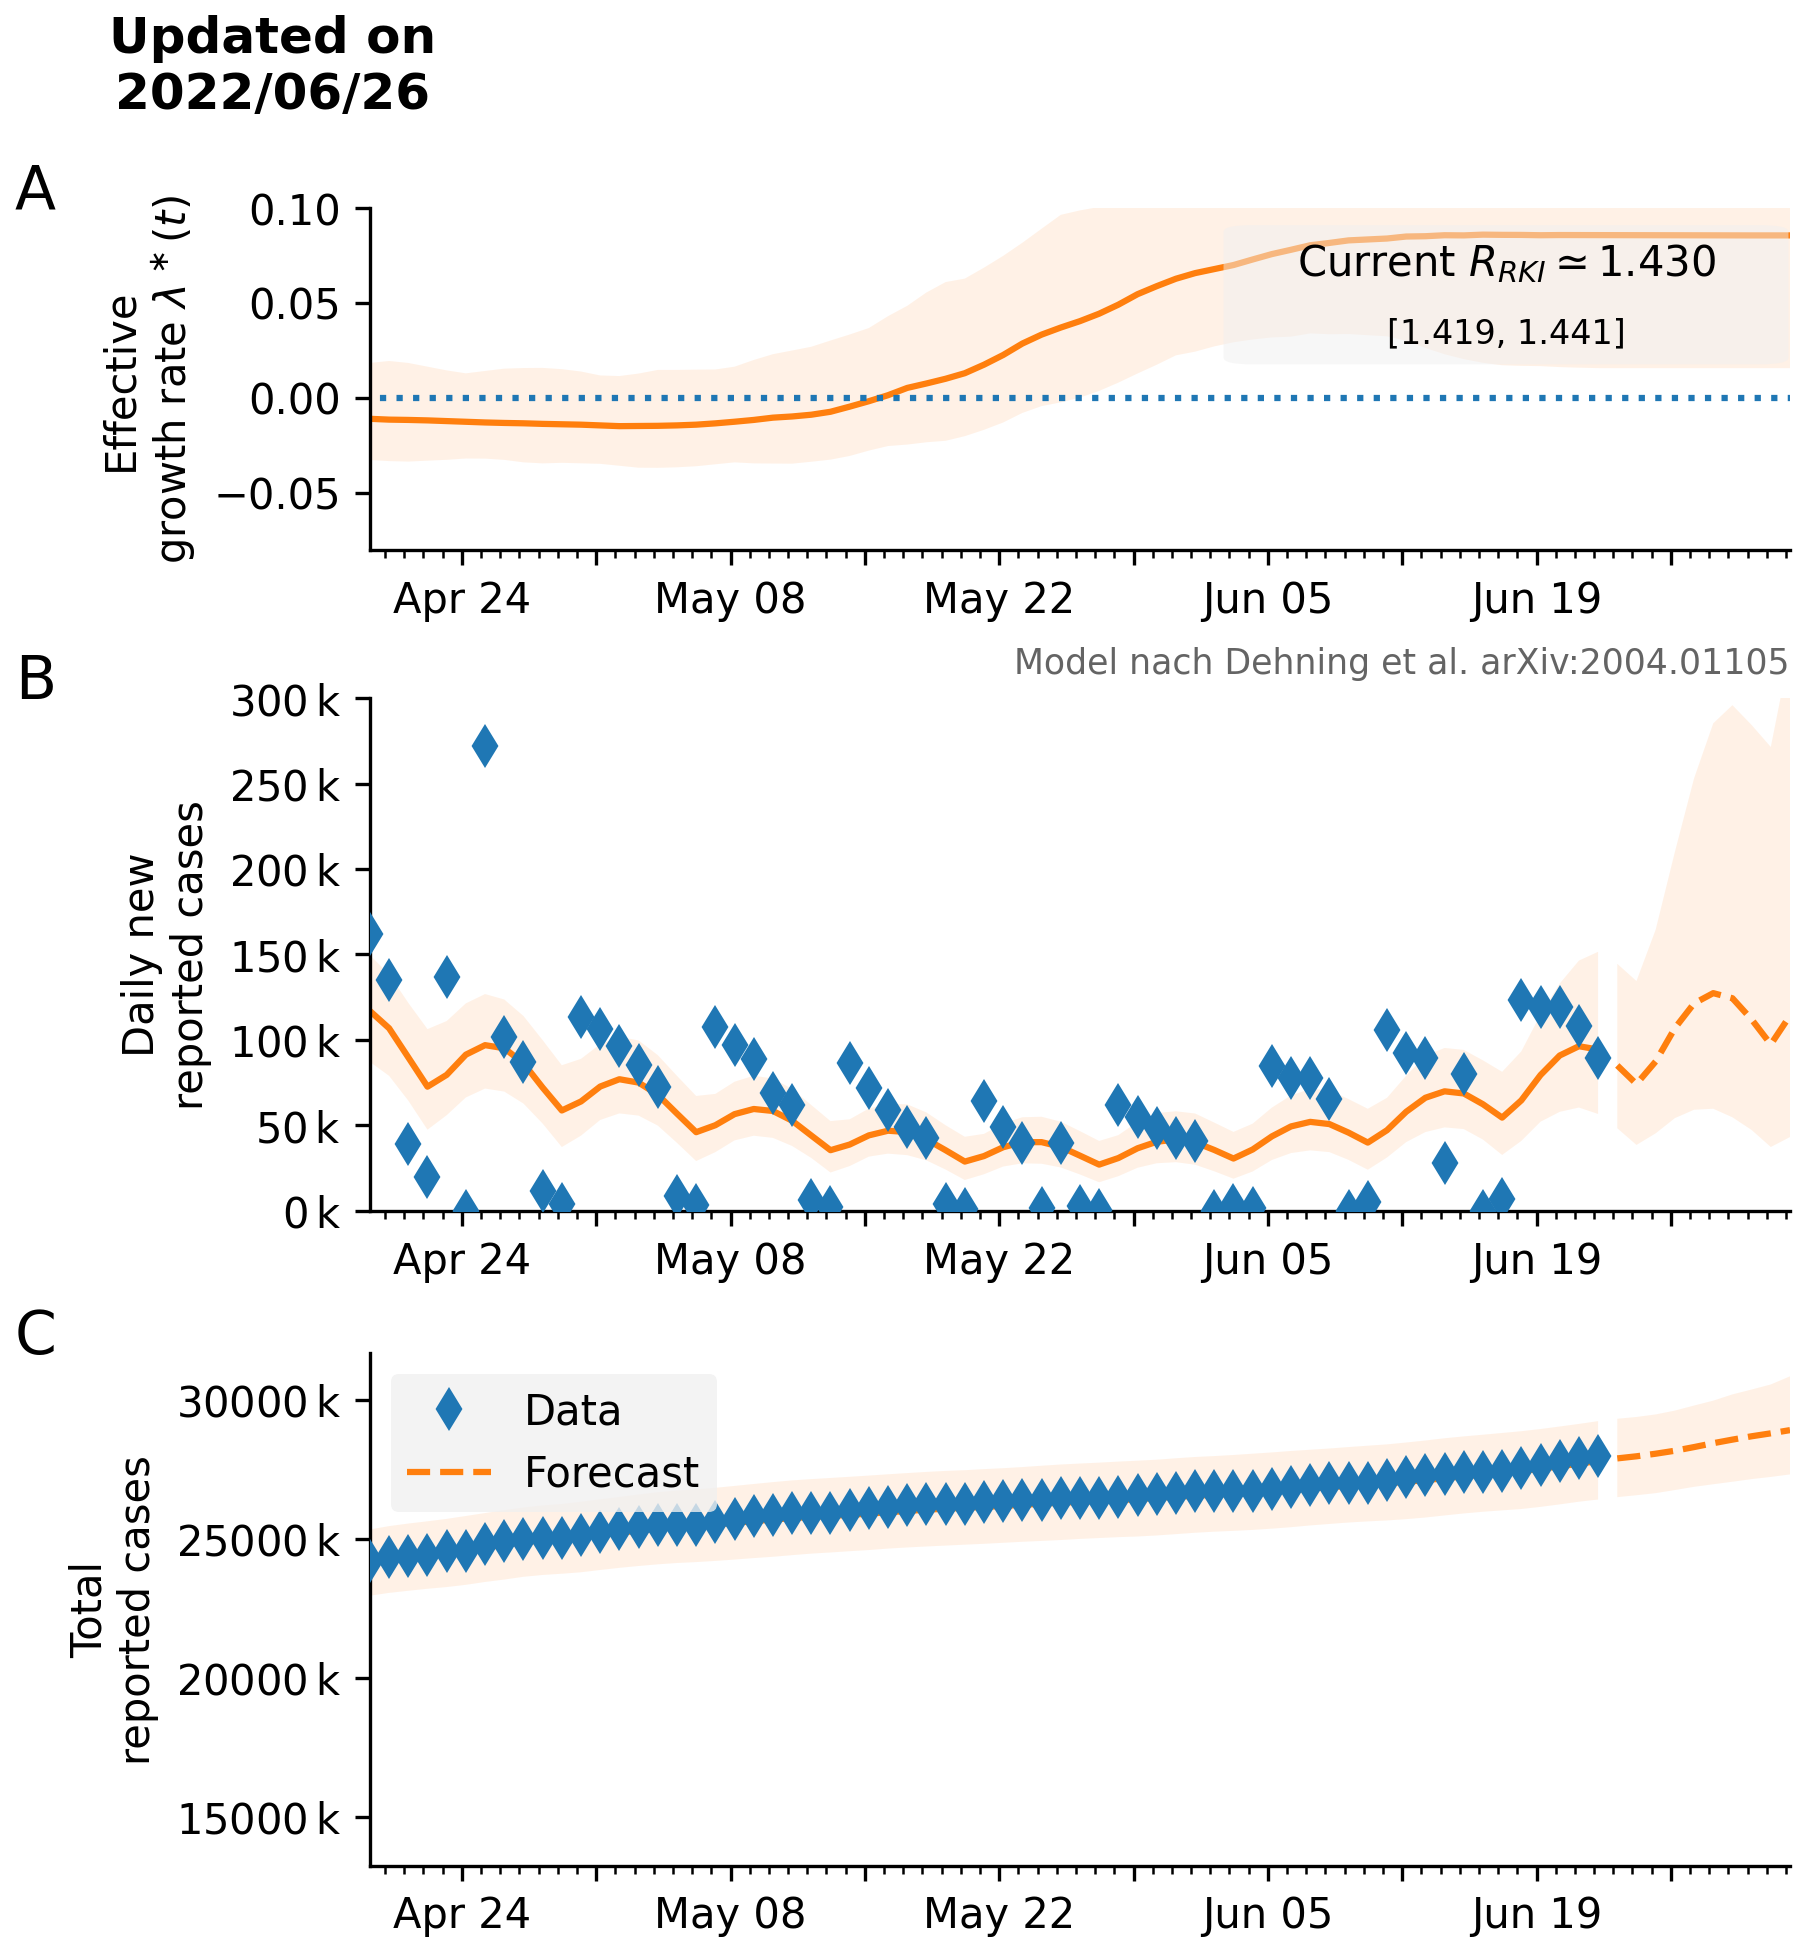 Updated on
2022/06/26
A
Effective
growth rate λ * (t)
0.10
0.05
0.00
−0.05
Current R_RKI ≃ 1.430
[1.419, 1.441]
Apr 24
May 08
May 22
Jun 05
Jun 19
Model nach Dehning et al. arXiv:2004.01105
B
Daily new
reported cases
300 k
250 k
200 k
150 k
100 k
50 k
0 k
Apr 24
May 08
May 22
Jun 05
Jun 19
C
Total
reported cases
30000 k
25000 k
20000 k
15000 k
Data
Forecast
Apr 24
May 08
May 22
Jun 05
Jun 19